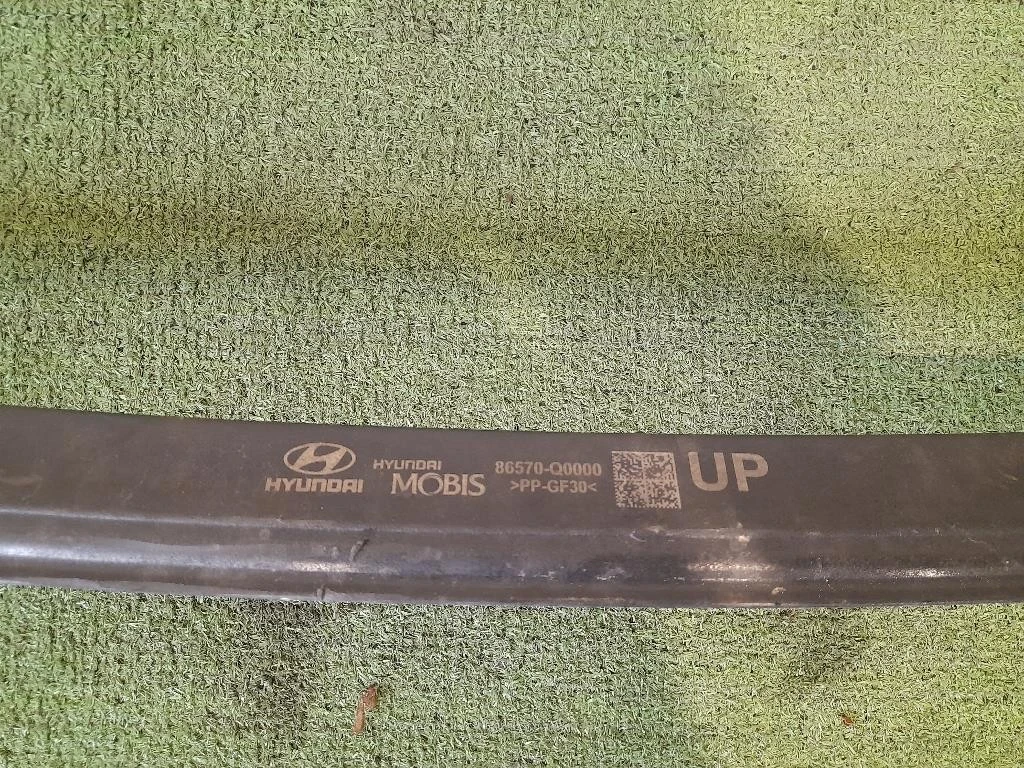 HYUNDAI
HYUNDAI
MOBIS
86570-Q0000
>PP-GF30<
UP